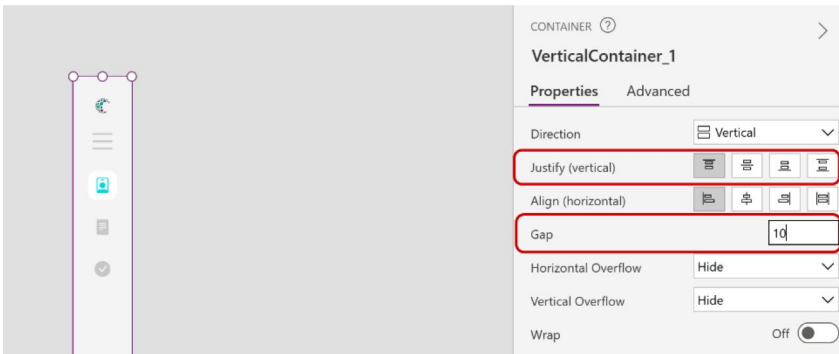 CONTAINER ?
VerticalContainer_1
Properties Advanced
Direction Vertical
Justify (vertical)
Align (horizontal)
Gap 10
Horizontal Overflow Hide
Vertical Overflow Hide
Wrap Off